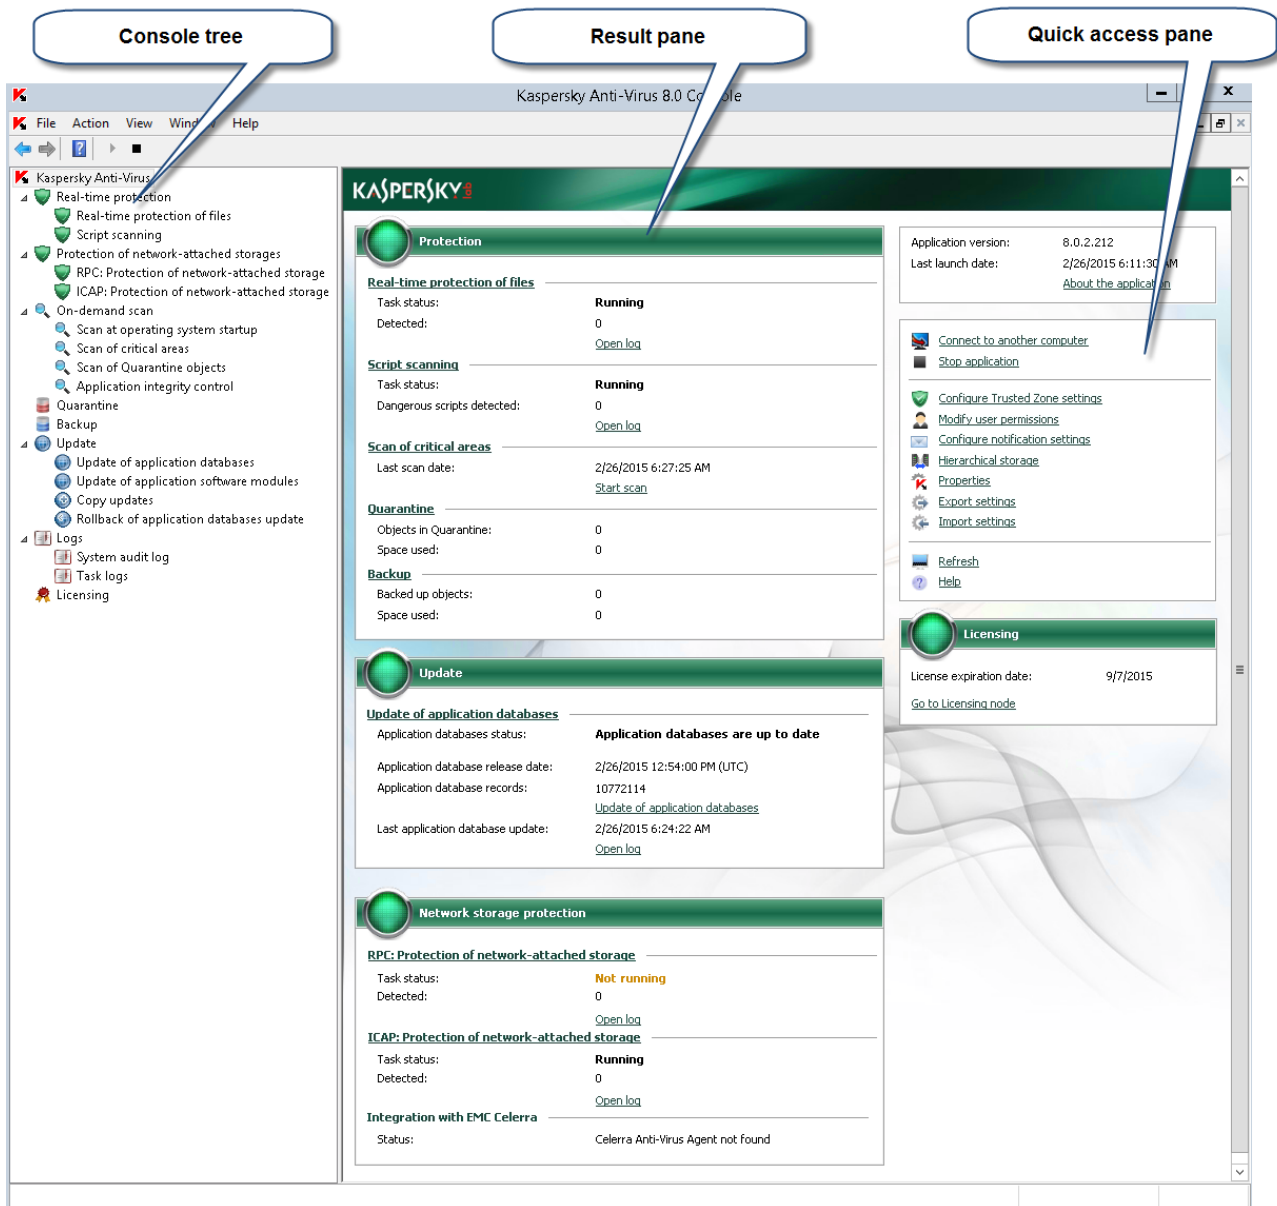 Console tree
Result pane
Quick access pane
Kaspersky Anti-Virus 8.0 Console
File Action View Window Help
Kaspersky Anti-Virus
Real-time protection
Real-time protection of files
Script scanning
Protection of network-attached storages
RPC: Protection of network-attached storage
ICAP: Protection of network-attached storage
On-demand scan
Scan at operating system startup
Scan of critical areas
Scan of Quarantine objects
Application integrity control
Quarantine
Backup
Update
Update of application databases
Update of application software modules
Copy updates
Rollback of application databases update
Logs
System audit log
Task logs
Licensing
KASPERSKY lab
Protection
Real-time protection of files
Task status: Running
Detected: 0
Open log
Script scanning
Task status: Running
Dangerous scripts detected: 0
Open log
Scan of critical areas
Last scan date: 2/26/2015 6:27:25 AM
Start scan
Quarantine
Objects in Quarantine: 0
Space used: 0
Backup
Backed up objects: 0
Space used: 0
Update
Update of application databases
Application databases status: Application databases are up to date
Application database release date: 2/26/2015 12:54:00 PM (UTC)
Application database records: 10772114
Update of application databases
Last application database update: 2/26/2015 6:24:22 AM
Open log
Network storage protection
RPC: Protection of network-attached storage
Task status: Not running
Detected: 0
Open log
ICAP: Protection of network-attached storage
Task status: Running
Detected: 0
Open log
Integration with EMC Celerra
Status: Celerra Anti-Virus Agent not found
Application version: 8.0.2.212
Last launch date: 2/26/2015 6:11:30 AM
About the application
Connect to another computer
Stop application
Configure Trusted Zone settings
Modify user permissions
Configure notification settings
Hierarchical storage
Properties
Export settings
Import settings
Refresh
Help
Licensing
License expiration date: 9/7/2015
Go to Licensing node